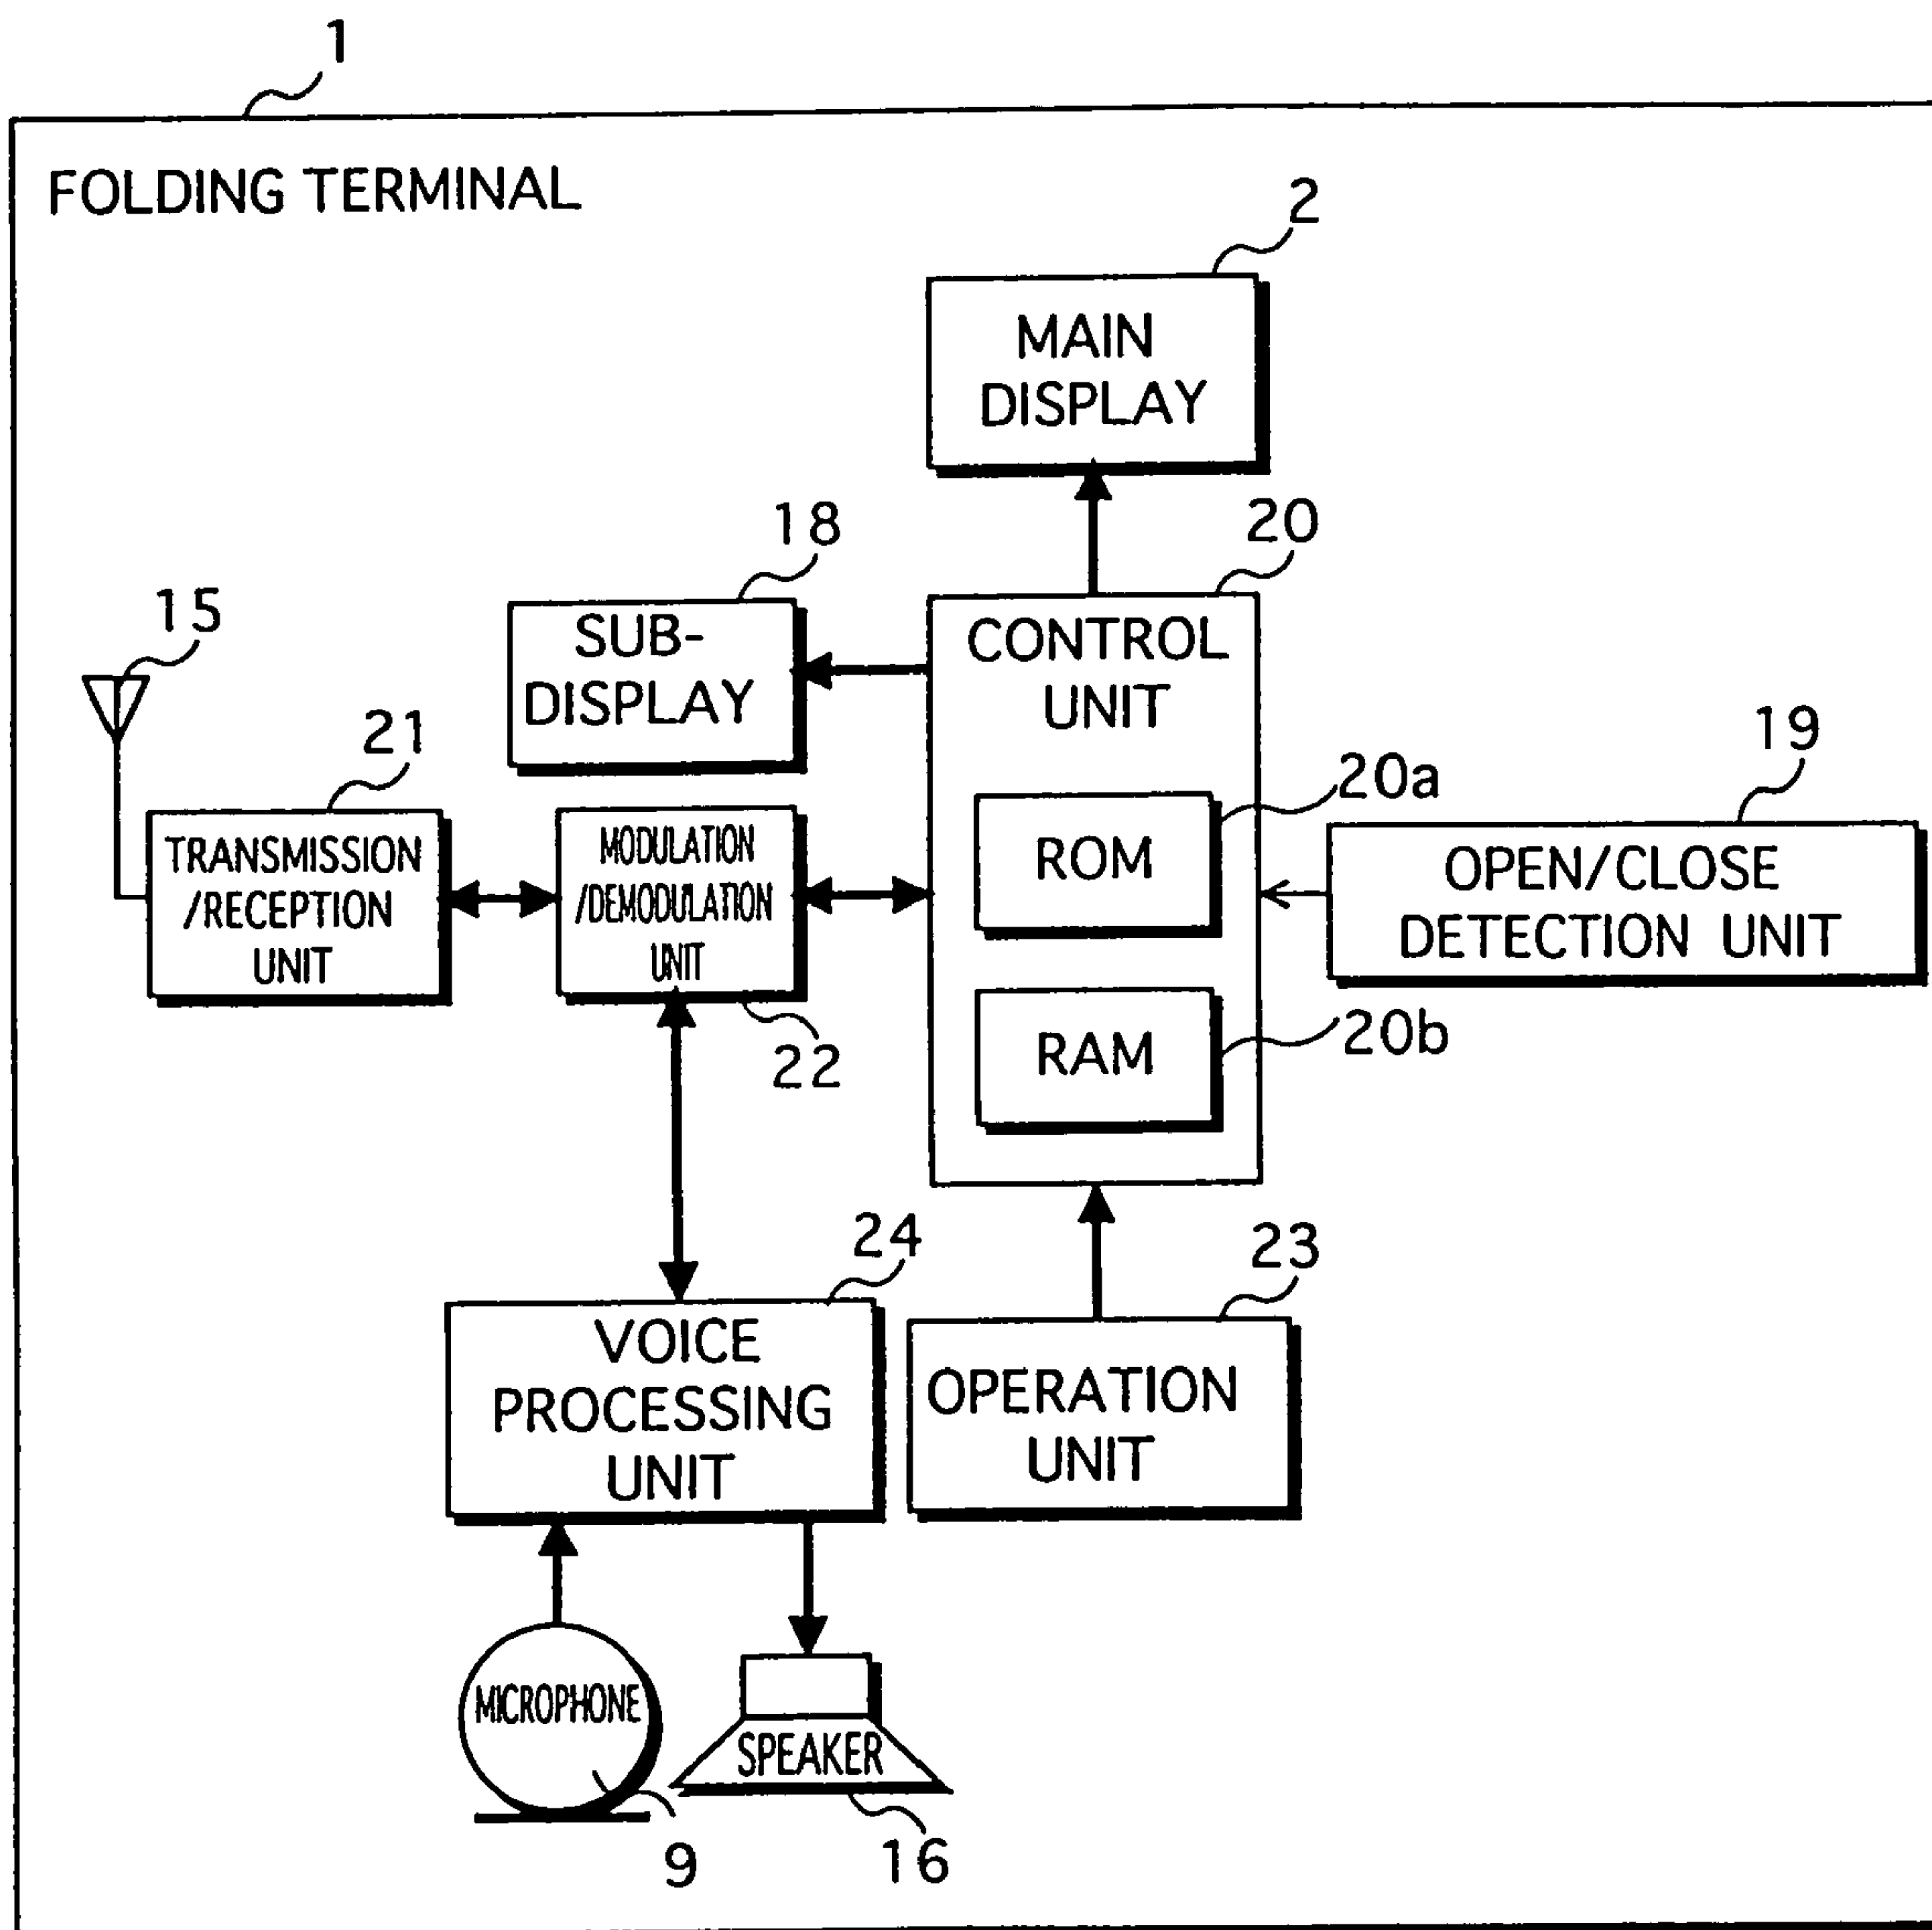 1
FOLDING TERMINAL
2
MAIN
DISPLAY
18
20
15
SUB-
DISPLAY
CONTROL
UNIT
21
19
20a
TRANSMISSION
/RECEPTION
UNIT
MODULATION
/DEMODULATION
UNIT
ROM
OPEN/CLOSE
DETECTION UNIT
22
RAM
20b
24
23
VOICE
PROCESSING
UNIT
OPERATION
UNIT
MICROPHONE
SPEAKER
9
16